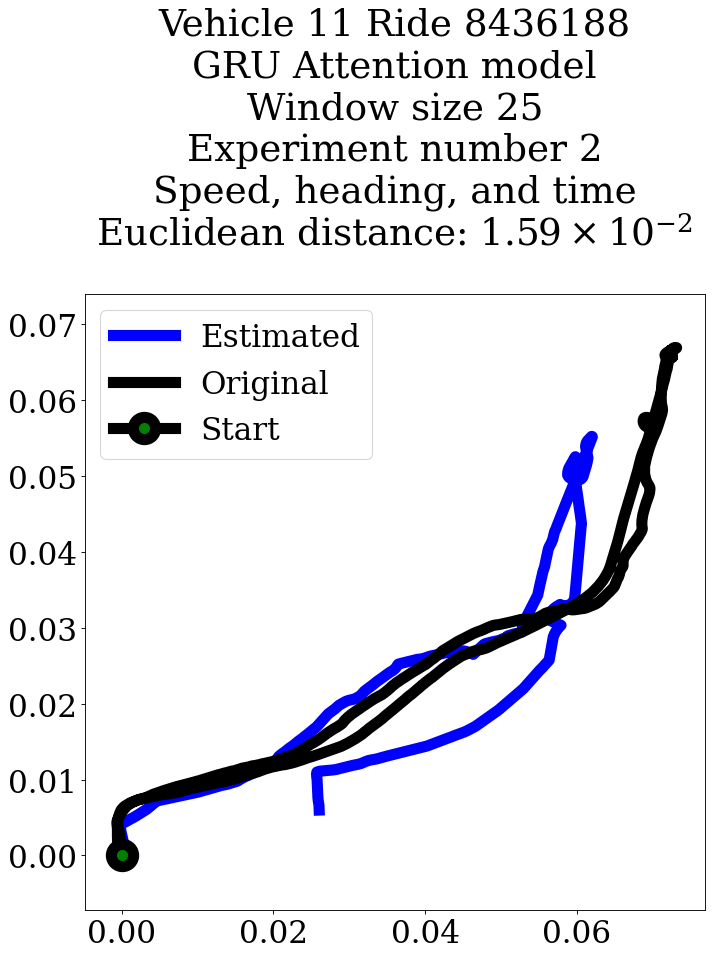 Vehicle 11 Ride 8436188
GRU Attention model
Window size 25
Experiment number 2
Speed, heading, and time
Euclidean distance: $1.59 × 10^{-2}$
Estimated
Original
Start
0.07
0.06
0.05
0.04
0.03
0.02
0.01
0.00
0.00 0.02 0.04 0.06